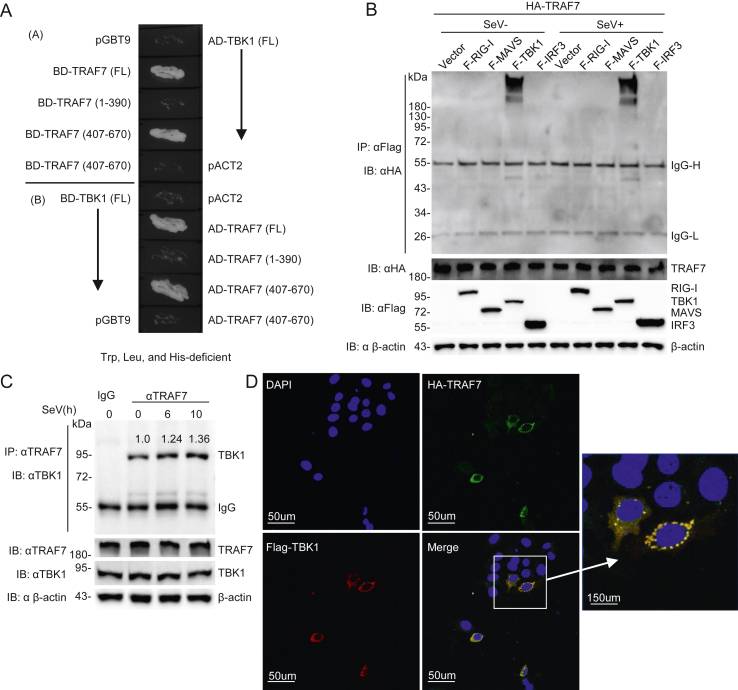 A
(A)
pGBT9
AD-TBK1 (FL)
BD-TRAF7 (FL)
BD-TRAF7 (1-390)
BD-TRAF7 (407-670)
BD-TRAF7 (407-670)
pACT2
(B)
BD-TBK1 (FL)
pACT2
AD-TRAF7 (FL)
AD-TRAF7 (1-390)
AD-TRAF7 (407-670)
pGBT9
AD-TRAF7 (407-670)
Trp, Leu, and His-deficient
B
HA-TRAF7
SeV- SeV+
Vector F-RIG-I F-MAVS F-TBK1 F-IRF3 Vector F-RIG-I F-MAVS F-TBK1 F-IRF3
kDa
180-
130-
95-
72-
55-
43-
34-
26-
IP: αFlag
IB: αHA
IgG-H
IgG-L
IB: αHA
180-
TRAF7
IB: αFlag
95-
72-
55-
RIG-I
TBK1
MAVS
IRF3
IB: α β-actin 43- β-actin
C
IgG αTRAF7
SeV(h) 0 0 6 10
kDa
1.0 1.24 1.36
IP: αTRAF7
IB: αTBK1
95-
72-
55-
TBK1
IgG
IB: αTRAF7
180-
TRAF7
95-
IB: αTBK1
TBK1
IB: α β-actin 43- β-actin
D
DAPI
50um
HA-TRAF7
50um
Flag-TBK1
50um
Merge
50um
150um